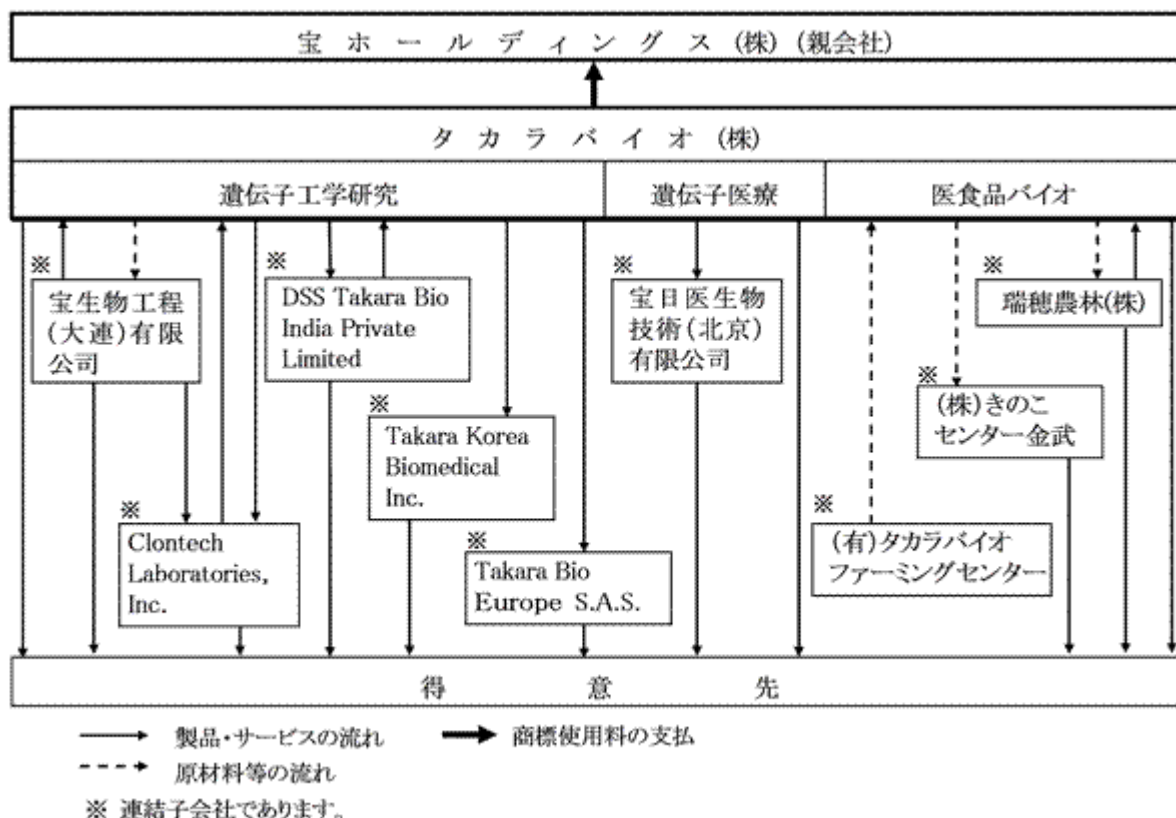 宝ホールディングス(株)(親会社)
タカラバイオ(株)
遺伝子工学研究
遺伝子医療
医食品バイオ
※
宝生物工程
(大連)有限
公司
※
DSS Takara Bio
India Private
Limited
※
宝日医生物
技術(北京)
有限公司
※
瑞穂農林(株)
※
(株)きのこ
センター金武
※
Takara Korea
Biomedical
Inc.
※
Clontech
Laboratories,
Inc.
※
Takara Bio
Europe S.A.S.
※
(有)タカラバイオ
ファーミングセンター
得意先
製品・サービスの流れ
商標使用料の支払
原材料等の流れ
※ 連結子会社であります。